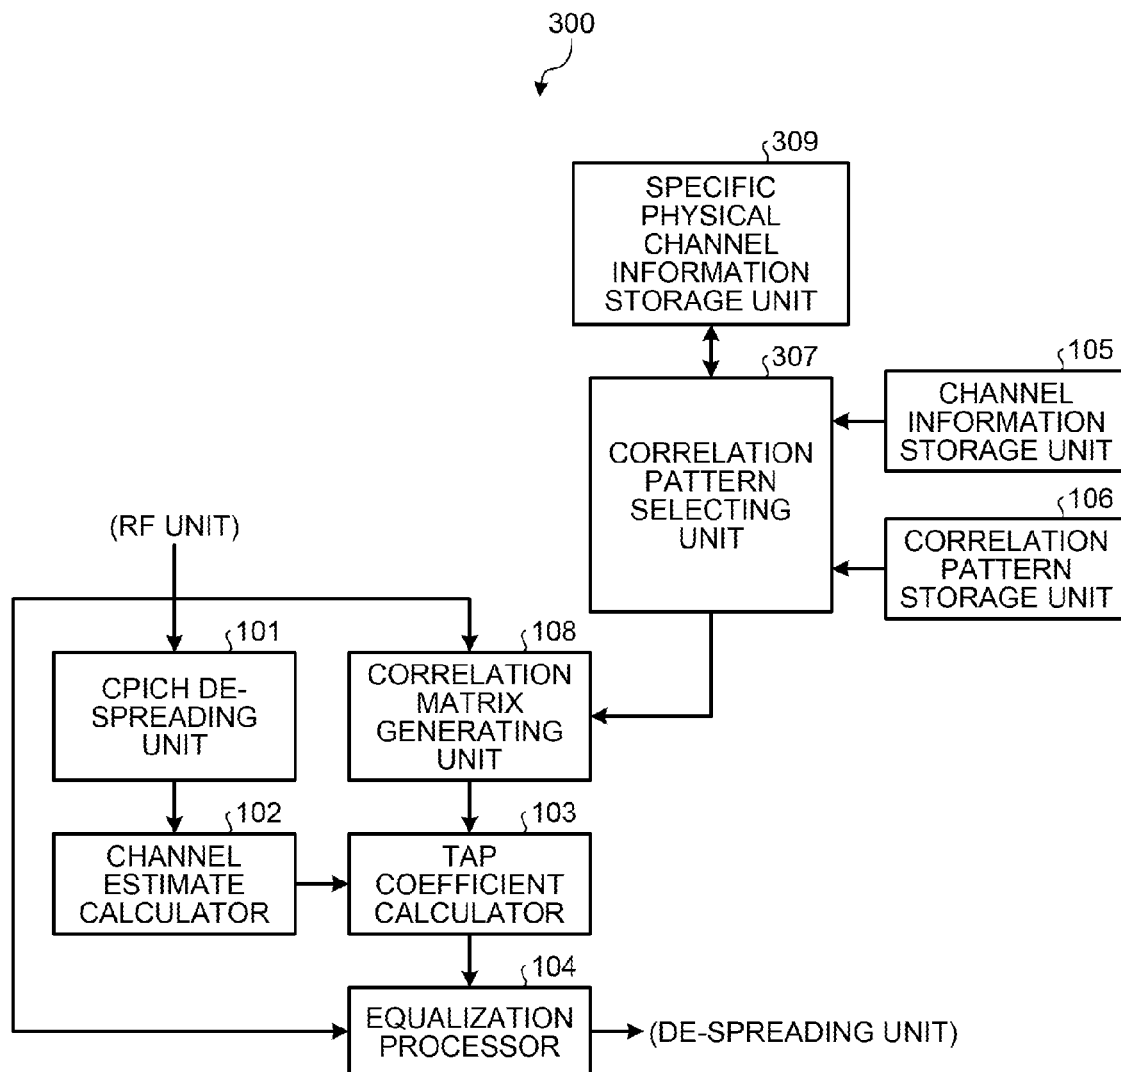 300
309
SPECIFIC
PHYSICAL
CHANNEL
INFORMATION
STORAGE UNIT
307
CORRELATION
PATTERN
SELECTING
UNIT
105
CHANNEL
INFORMATION
STORAGE UNIT
106
CORRELATION
PATTERN
STORAGE UNIT
(RF UNIT)
101
CPICH DE-
SPREADING
UNIT
108
CORRELATION
MATRIX
GENERATING
UNIT
102
CHANNEL
ESTIMATE
CALCULATOR
103
TAP
COEFFICIENT
CALCULATOR
104
EQUALIZATION
PROCESSOR
(DE-SPREADING UNIT)